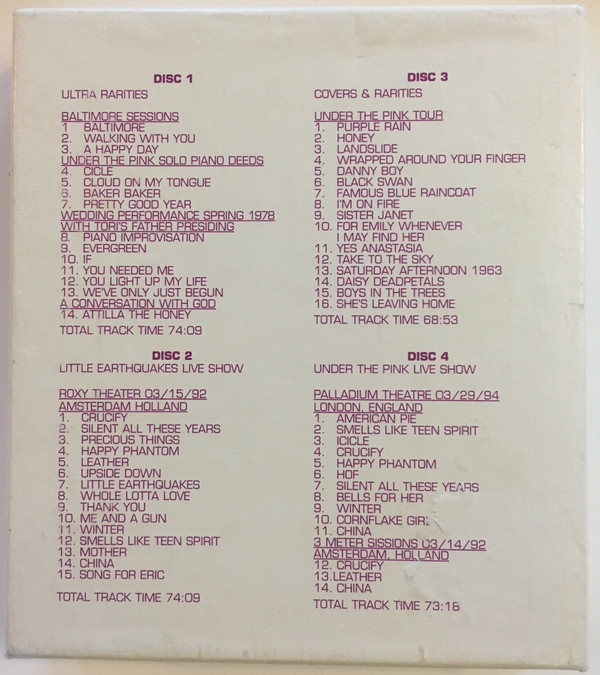 DISC 1
ULTRA RARITIES
BALTIMORE SESSIONS
1 BALTIMORE
2. WALKING WITH YOU
3. A HAPPY DAY
UNDER THE PINK SOLO PIANO DEEDS
4. CICLE
5. CLOUD ON MY TONGUE
6. BAKER BAKER
7. PRETTY GOOD YEAR
WEDDING PERFORMANCE SPRING 1978
WITH TORI'S FATHER PRESIDING
8. PIANO IMPROVISATION
9. EVERGREEN
10. IF
11. YOU NEEDED ME
12. YOU LIGHT UP MY LIFE
13. WE'VE ONLY JUST BEGUN
A CONVERSATION WITH GOD
14. ATTILLA THE HONEY
TOTAL TRACK TIME 74:09
DISC 2
LITTLE EARTHQUAKES LIVE SHOW
ROXY THEATER 03/15/92
AMSTERDAM HOLLAND
1. CRUCIFY
2. SILENT ALL THESE YEARS
3. PRECIOUS THINGS
4. HAPPY PHANTOM
5. LEATHER
6. UPSIDE DOWN
7. LITTLE EARTHQUAKES
8. WHOLE LOTTA LOVE
9. THANK YOU
10. ME AND A GUN
11. WINTER
12. SMELLS LIKE TEEN SPIRIT
13. MOTHER
14. CHINA
15. SONG FOR ERIC
TOTAL TRACK TIME 74:09
DISC 3
COVERS & RARITIES
UNDER THE PINK TOUR
1. PURPLE RAIN
2. HONEY
3. LANDSLIDE
4. WRAPPED AROUND YOUR FINGER
5. DANNY BOY
6. BLACK SWAN
7. FAMOUS BLUE RAINCOAT
8. I'M ON FIRE
9. SISTER JANET
10. FOR EMILY WHENEVER
I MAY FIND HER
11. YES ANASTASIA
12. TAKE TO THE SKY
13. SATURDAY AFTERNOON 1963
14. DAISY DEADPETALS
15. BOYS IN THE TREES
16. SHE'S LEAVING HOME
TOTAL TRACK TIME 68:53
DISC 4
UNDER THE PINK LIVE SHOW
PALLADIUM THEATRE 03/29/94
LONDON, ENGLAND
1. AMERICAN PIE
2. SMELLS LIKE TEEN SPIRIT
3. ICICLE
4. CRUCIFY
5. HAPPY PHANTOM
6. HOF
7. SILENT ALL THESE YEARS
8. BELLS FOR HER
9. WINTER
10. CORNFLAKE GIRL
11. CHINA
3 METER SISSIONS 03/14/92
AMSTERDAM, HOLLAND
12. CRUCIFY
13.LEATHER
14. CHINA
TOTAL TRACK TIME 73:18